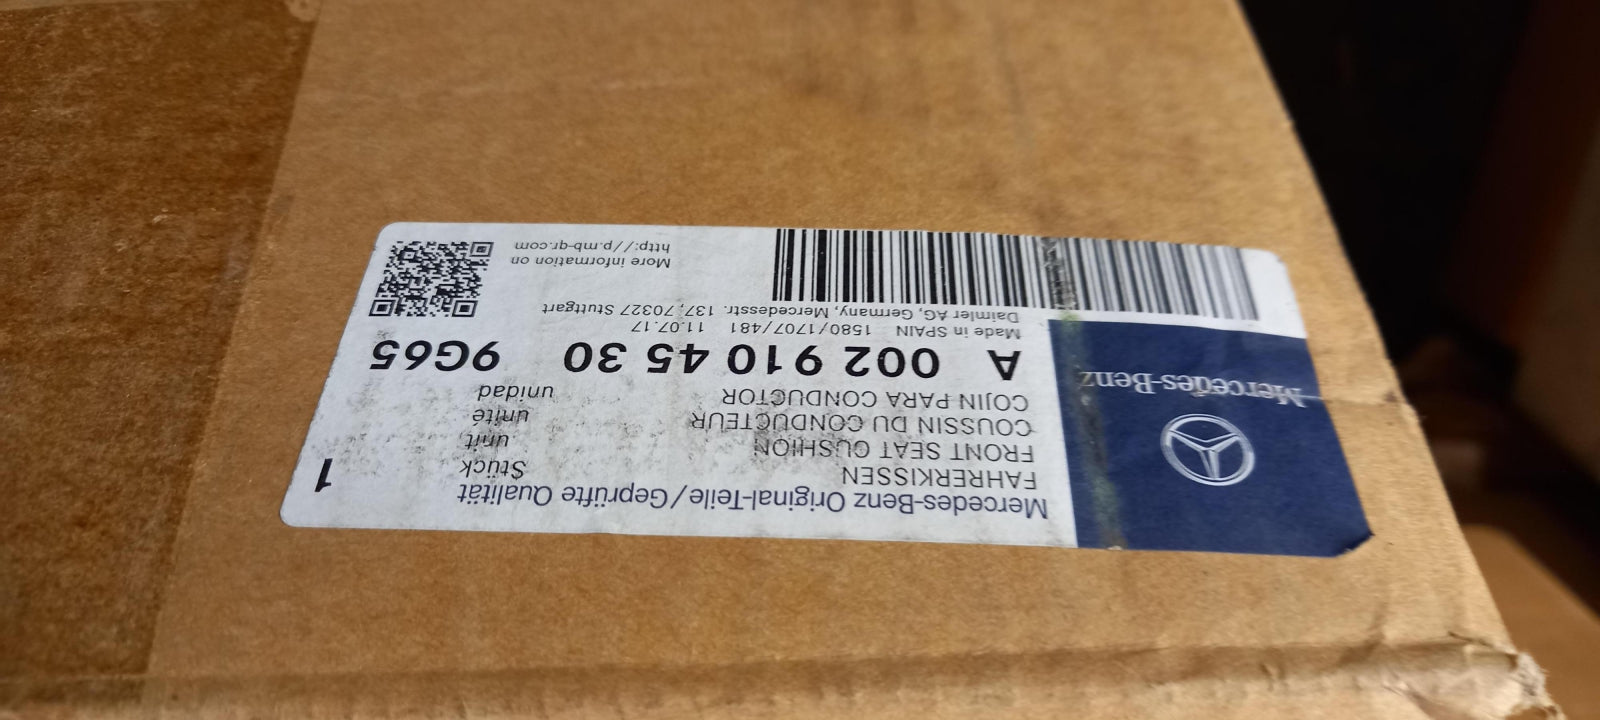 Mercedes-Benz
Mercedes-Benz Original-Teile/Geprüfte Qualität
FAHRERKISSEN Stück 1
FRONT SEAT CUSHION unit
COUSSIN DU CONDUCTEUR unité
COJIN PARA CONDUCTOR unidad
A 002 910 45 30 9G65
Made in SPAIN 1580/1707/481 11.07.17
Daimler AG, Germany, Mercedesstr. 137, 70327 Stuttgart
More information on
http://p.mb-qr.com